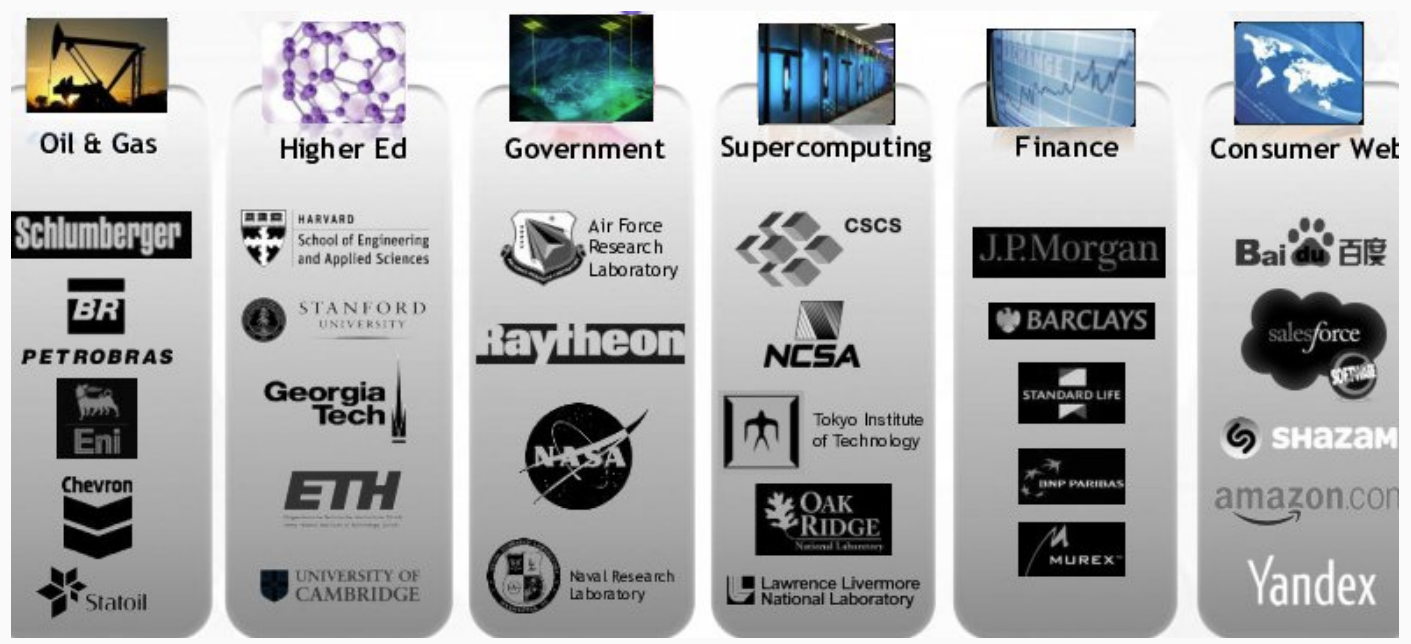 Oil & Gas
Schlumberger
BR
PETROBRAS
Eni
Chevron
Statoil
Higher Ed
HARVARD
School of Engineering
and Applied Sciences
STANFORD
UNIVERSITY
Georgia
Tech
ETH
UNIVERSITY OF
CAMBRIDGE
Government
Air Force
Research
Laboratory
Raytheon
NASA
Naval Research
Laboratory
Supercomputing
CSCS
NCSA
Tokyo Institute
of Technology
OAK
RIDGE
National Laboratory
Lawrence Livermore
National Laboratory
Finance
J.P.Morgan
BARCLAYS
STANDARD LIFE
BNP PARIBAS
MUREX
Consumer Web
Bai du 百度
salesforce
SOFTWARE
SHAZAM
amazon.com
Yandex